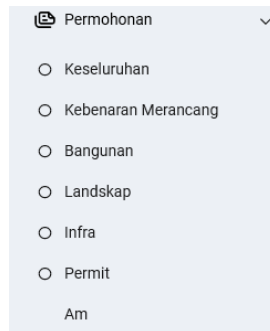 Permohonan
Keseluruhan
Kebenaran Merancang
Bangunan
Landskap
Infra
Permit
Am